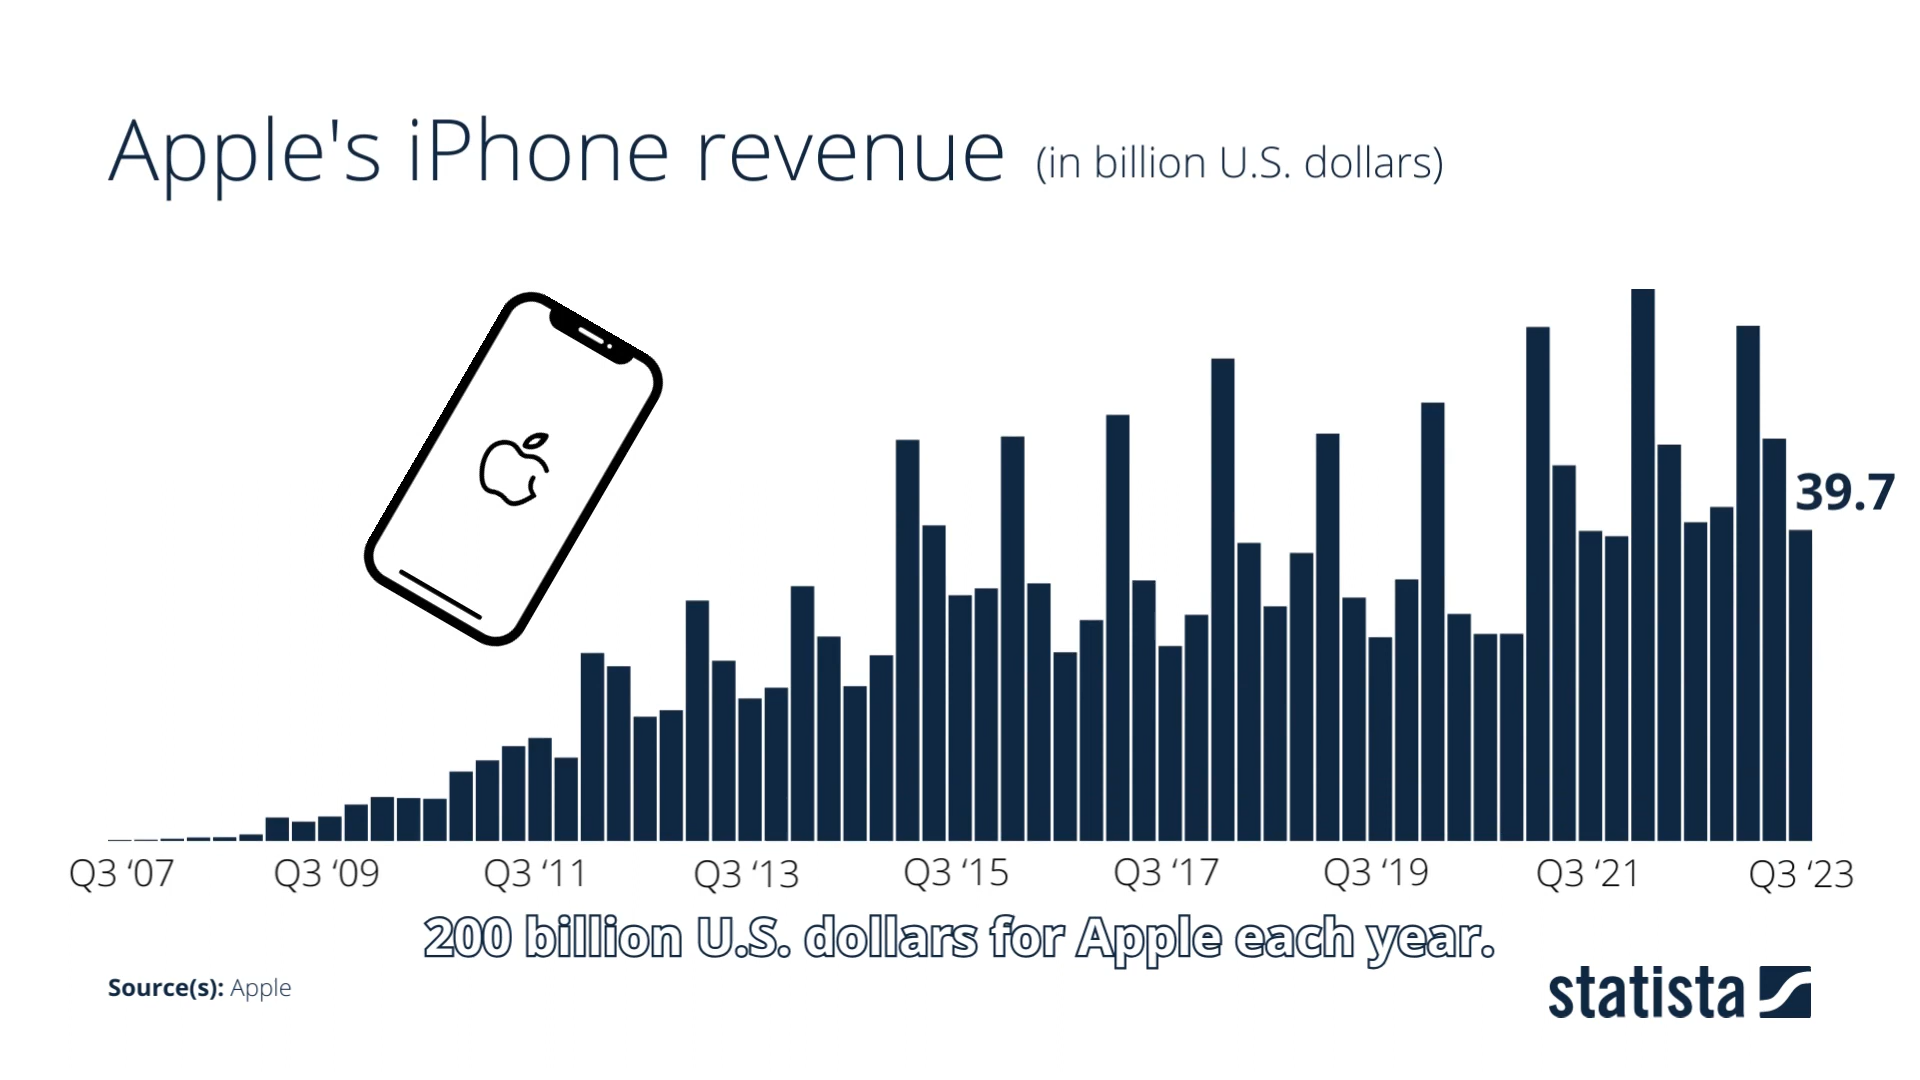 Apple's iPhone revenue (in billion U.S. dollars)
39.7
Q3 ‘07 Q3 ‘09 Q3 ‘11 Q3 ‘13 Q3 ‘15 Q3 ‘17 Q3 ‘19 Q3 ‘21 Q3 ‘23
200 billion U.S. dollars for Apple each year.
Source(s): Apple
statista